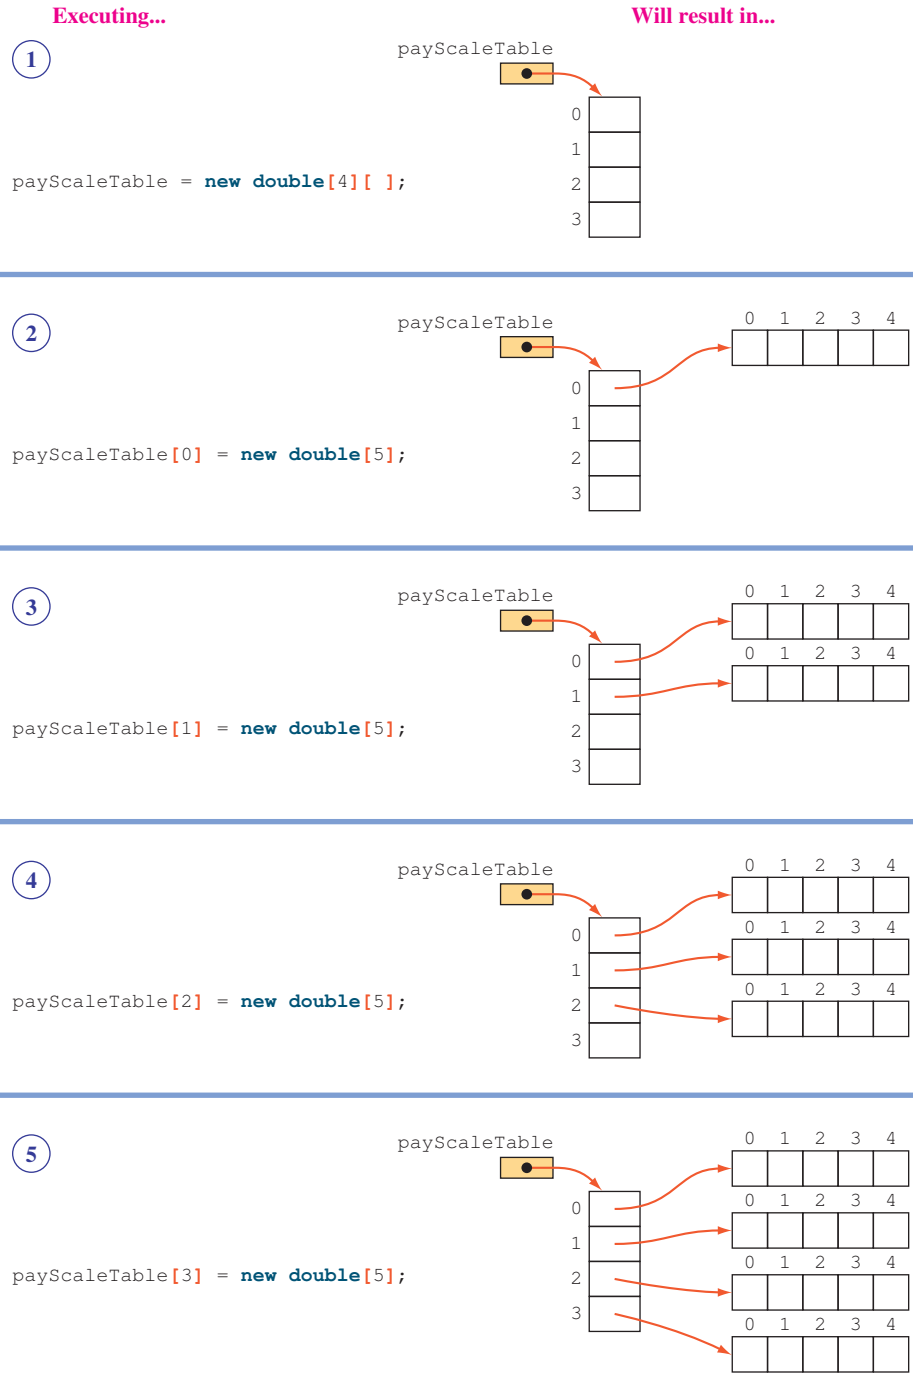 Executing...
Will result in...
1
payScaleTable
0
1
2
3
payScaleTable = new double[4][ ];
2
payScaleTable
0 1 2 3 4
0
1
2
3
payScaleTable[0] = new double[5];
3
payScaleTable
0 1 2 3 4
0 1 2 3 4
0
1
2
3
payScaleTable[1] = new double[5];
4
payScaleTable
0 1 2 3 4
0 1 2 3 4
0 1 2 3 4
0
1
2
3
payScaleTable[2] = new double[5];
5
payScaleTable
0 1 2 3 4
0 1 2 3 4
0 1 2 3 4
0 1 2 3 4
0
1
2
3
payScaleTable[3] = new double[5];